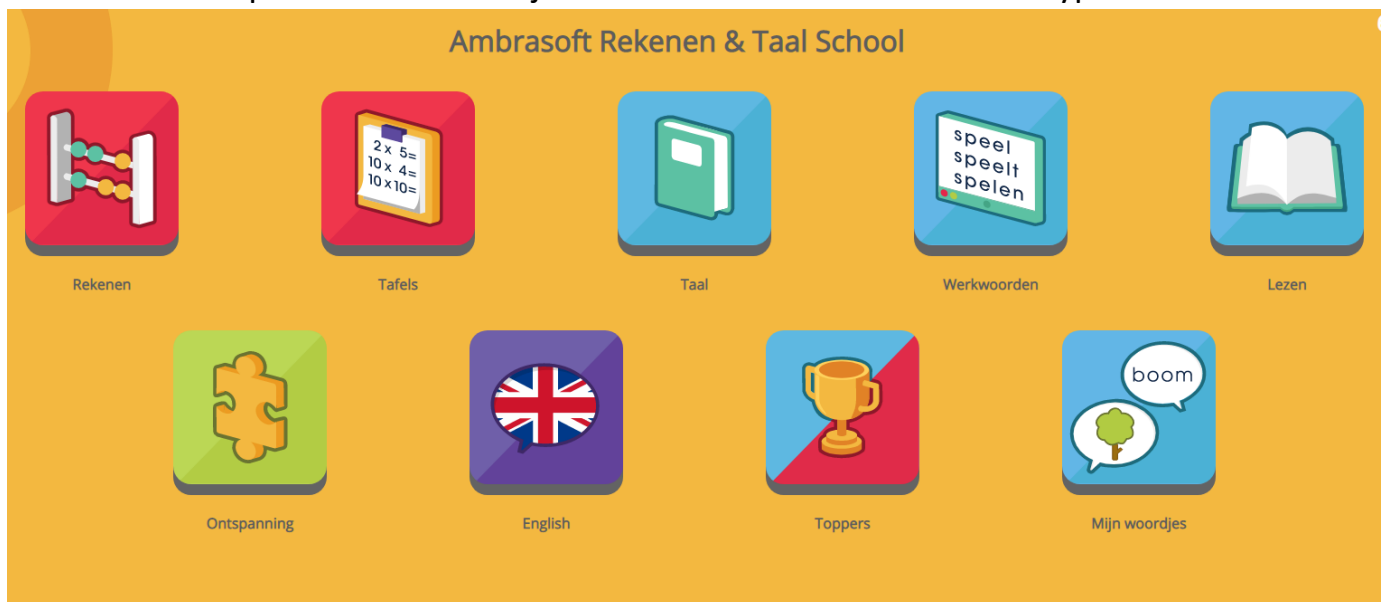 Ambrasoft Rekenen & Taal School
2 x 5=
10 x 4=
10 x 10=
speel
speelt
spelen
Rekenen
Tafels
Taal
Werkwoorden
Lezen
boom
Ontspanning
English
Toppers
Mijn woordjes